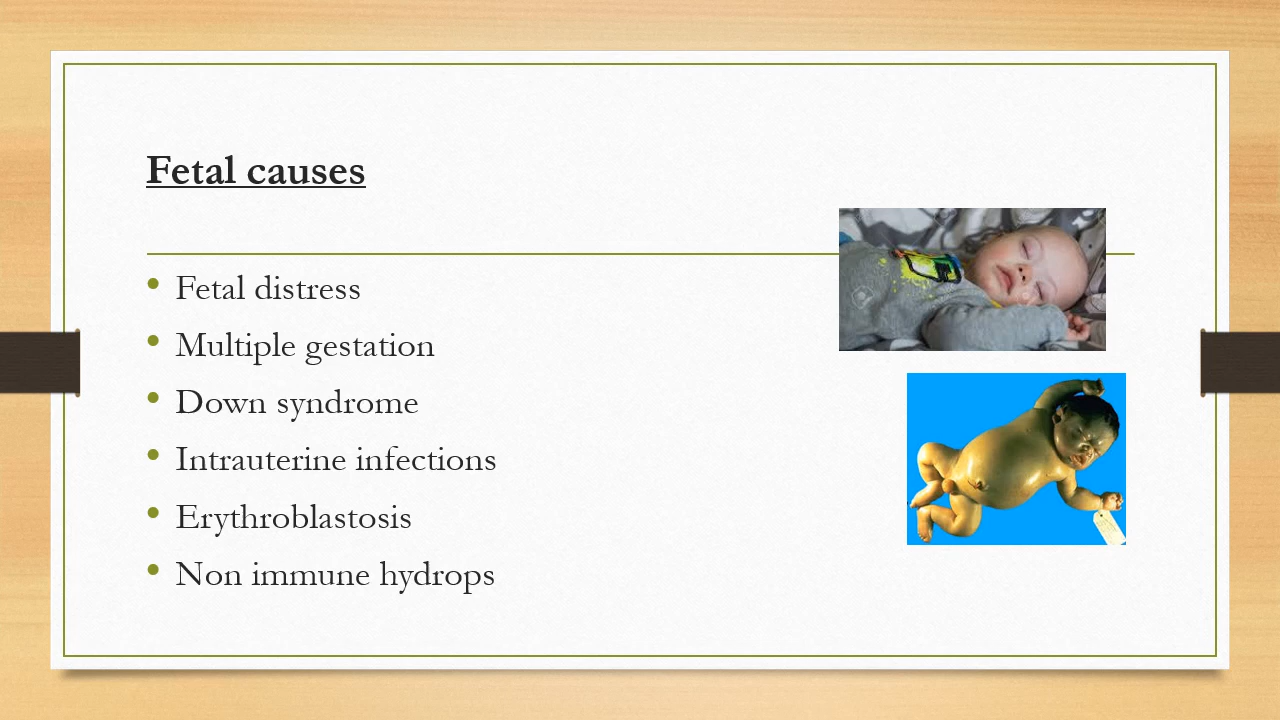 Fetal causes
Fetal distress
Multiple gestation
Down syndrome
Intrauterine infections
Erythroblastosis
Non immune hydrops